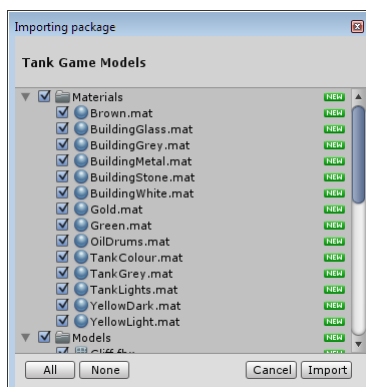 Importing package
Tank Game Models
Materials NEW
Brown.mat NEW
BuildingGlass.mat NEW
BuildingGrey.mat NEW
BuildingMetal.mat NEW
BuildingStone.mat NEW
BuildingWhite.mat NEW
Gold.mat NEW
Green.mat NEW
OilDrums.mat NEW
TankColour.mat NEW
TankGrey.mat NEW
TankLights.mat NEW
YellowDark.mat NEW
YellowLight.mat NEW
Models NEW
Cliff.fbx
All None Cancel Import